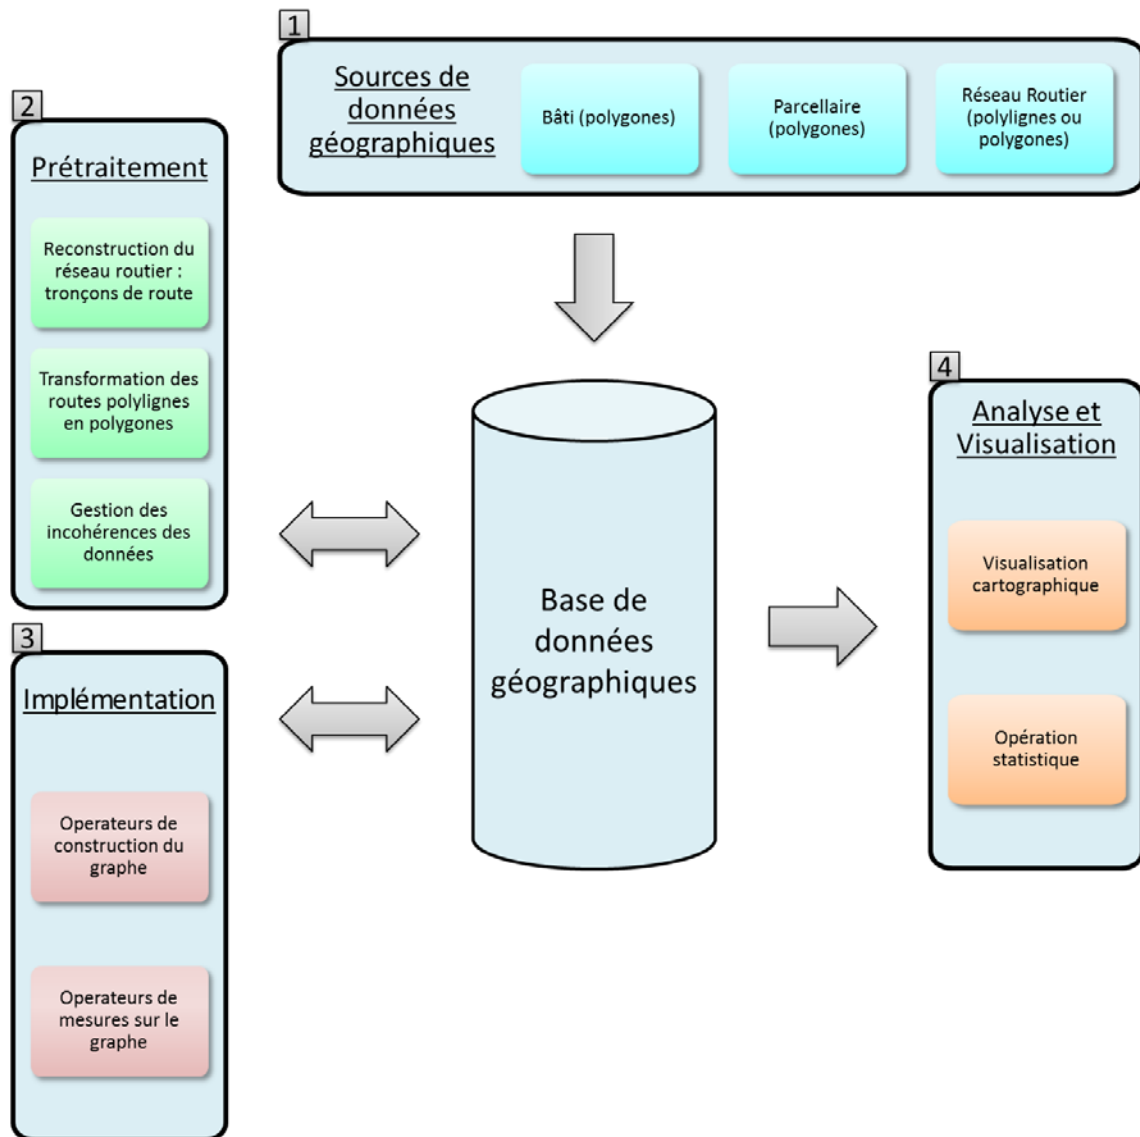 1
Sources de
données
géographiques
Bâti (polygones)
Parcellaire
(polygones)
Réseau Routier
(polylignes ou
polygones)
2
Prétraitement
Reconstruction du
réseau routier :
tronçons de route
Transformation des
routes polylignes
en polygones
Gestion des
incohérences des
données
3
Implémentation
Operateurs de
construction du
graphe
Operateurs de
mesures sur le
graphe
Base de
données
géographiques
4
Analyse et
Visualisation
Visualisation
cartographique
Opération
statistique